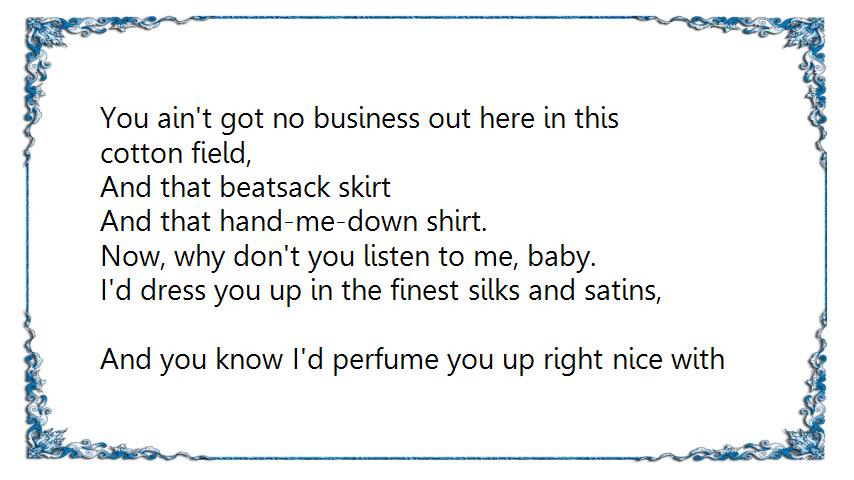 You ain't got no business out here in this
cotton field,
And that beatsack skirt
And that hand-me-down shirt.
Now, why don't you listen to me, baby.
I'd dress you up in the finest silks and satins,
And you know I'd perfume you up right nice with